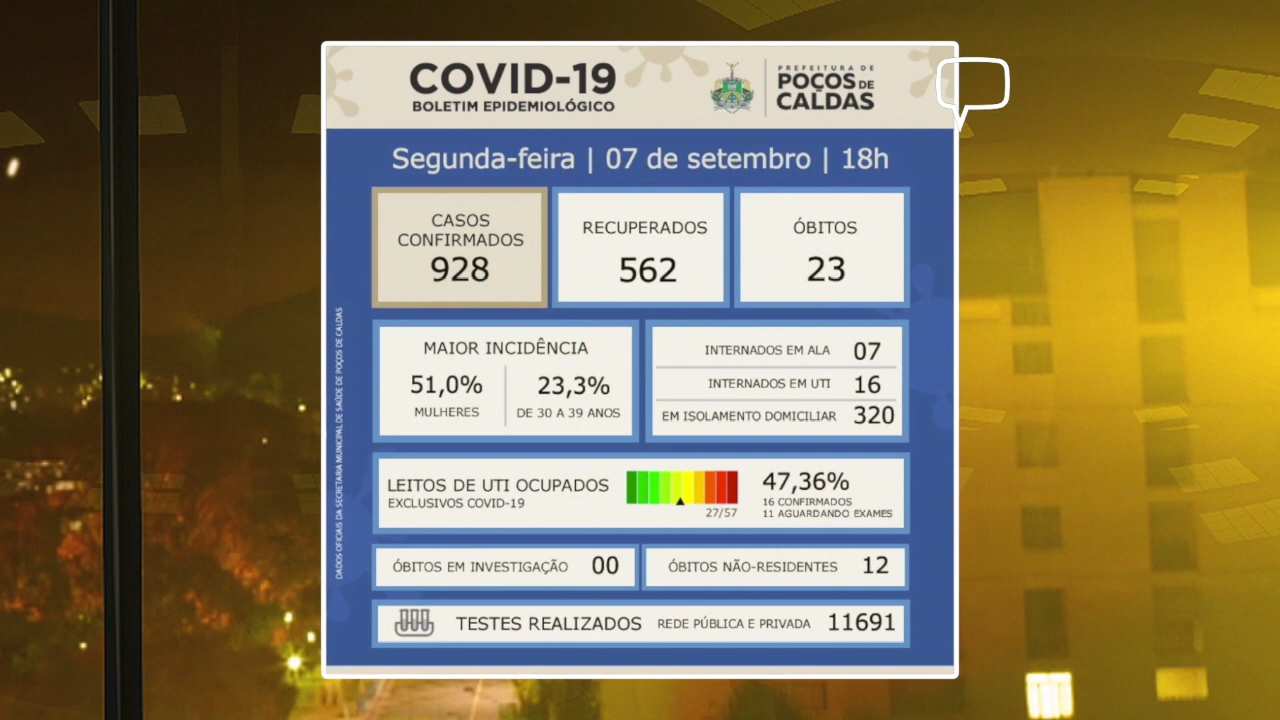 COVID-19
BOLETIM EPIDEMIOLÓGICO
PREFEITURA DE
POÇOS DE
CALDAS
Segunda-feira | 07 de setembro | 18h
CASOS
CONFIRMADOS
928
RECUPERADOS
562
ÓBITOS
23
MAIOR INCIDÊNCIA
51,0%
MULHERES
23,3%
DE 30 A 39 ANOS
INTERNADOS EM ALA 07
INTERNADOS EM UTI 16
EM ISOLAMENTO DOMICILIAR 320
LEITOS DE UTI OCUPADOS
EXCLUSIVOS COVID-19
27/57
47,36%
16 CONFIRMADOS
11 AGUARDANDO EXAMES
ÓBITOS EM INVESTIGAÇÃO 00
ÓBITOS NÃO-RESIDENTES 12
TESTES REALIZADOS REDE PÚBLICA E PRIVADA 11691
DADOS OFICIAIS DA SECRETARIA MUNICIPAL DE SAÚDE DE POÇOS DE CALDAS